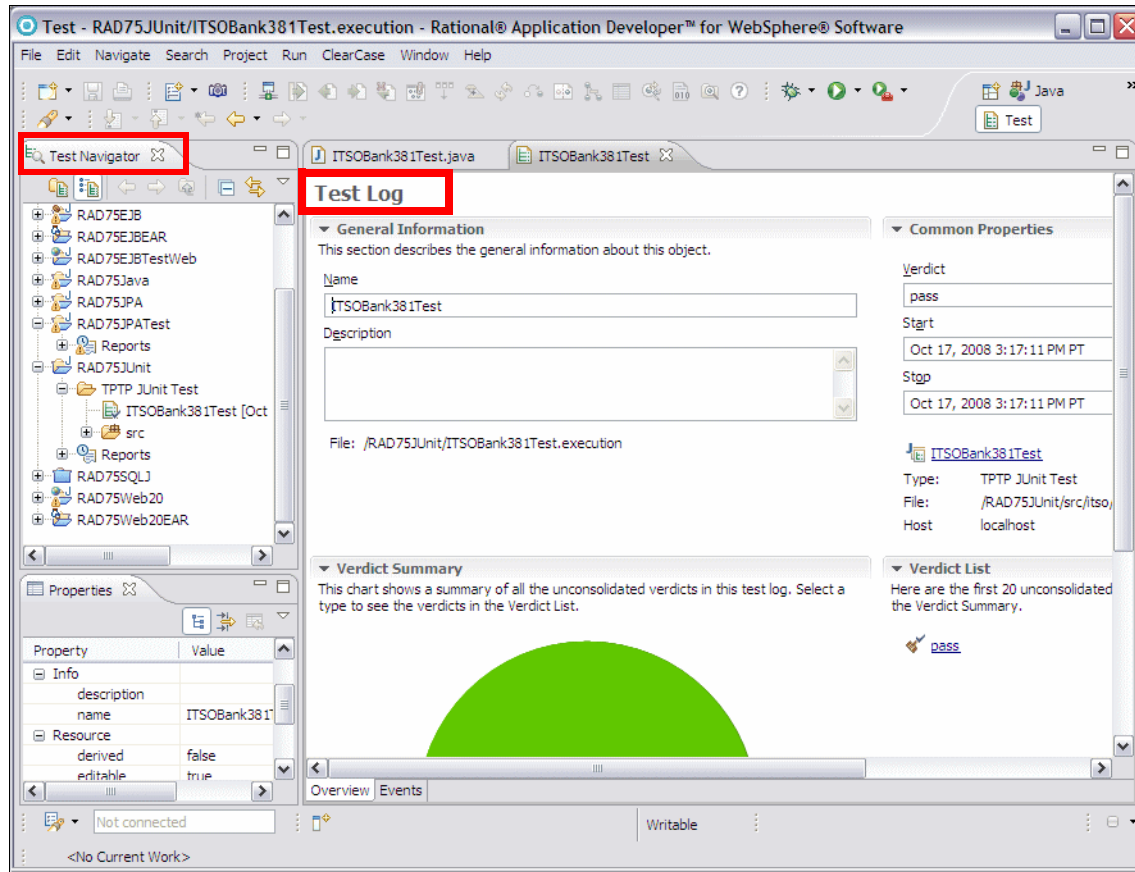 Test - RAD75JUnit/ITSOBank381Test.execution - Rational® Application Developer™ for WebSphere® Software
File Edit Navigate Search Project Run ClearCase Window Help
Java
Test
Test Navigator
RAD75EJB
RAD75EJBEAR
RAD75EJBTestWeb
RAD75Java
RAD75JPA
RAD75JPATest
Reports
RAD75JUnit
TPTP JUnit Test
ITSOBank381Test [Oct
src
Reports
RAD75SQLJ
RAD75Web20
RAD75Web20EAR
Properties
Property Value
Info
description
name ITSOBank381T
Resource
derived false
editable true
ITSOBank381Test.java
ITSOBank381Test
Test Log
General Information
This section describes the general information about this object.
Name
ITSOBank381Test
Description
File: /RAD75JUnit/ITSOBank381Test.execution
Common Properties
Verdict
pass
Start
Oct 17, 2008 3:17:11 PM PT
Stop
Oct 17, 2008 3:17:11 PM PT
ITSOBank381Test
Type: TPTP JUnit Test
File: /RAD75JUnit/src/itso/
Host localhost
Verdict Summary
This chart shows a summary of all the unconsolidated verdicts in this test log. Select a
type to see the verdicts in the Verdict List.
Verdict List
Here are the first 20 unconsolidated
the Verdict Summary.
pass
Overview Events
Not connected
Writable
<No Current Work>